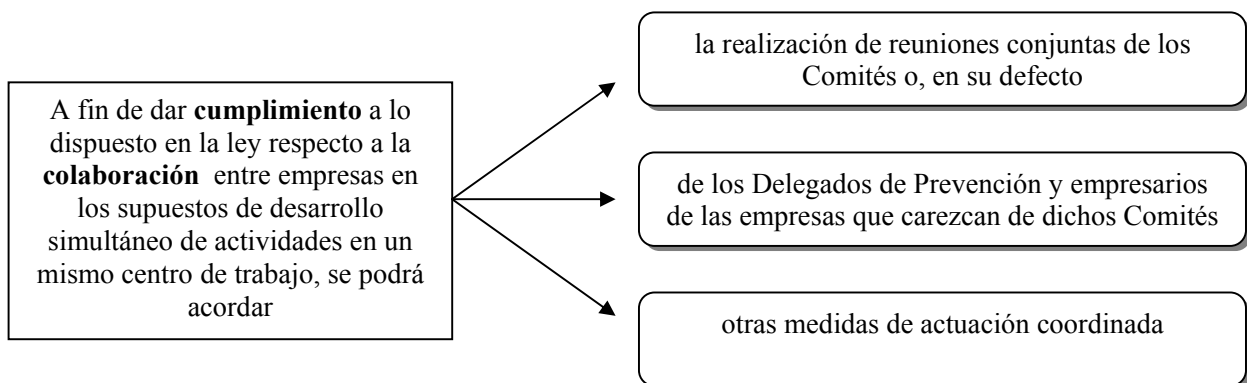 A fin de dar cumplimiento a lo
dispuesto en la ley respecto a la
colaboración entre empresas en
los supuestos de desarrollo
simultáneo de actividades en un
mismo centro de trabajo, se podrá
acordar
la realización de reuniones conjuntas de los
Comités o, en su defecto
de los Delegados de Prevención y empresarios
de las empresas que carezcan de dichos Comités
otras medidas de actuación coordinada